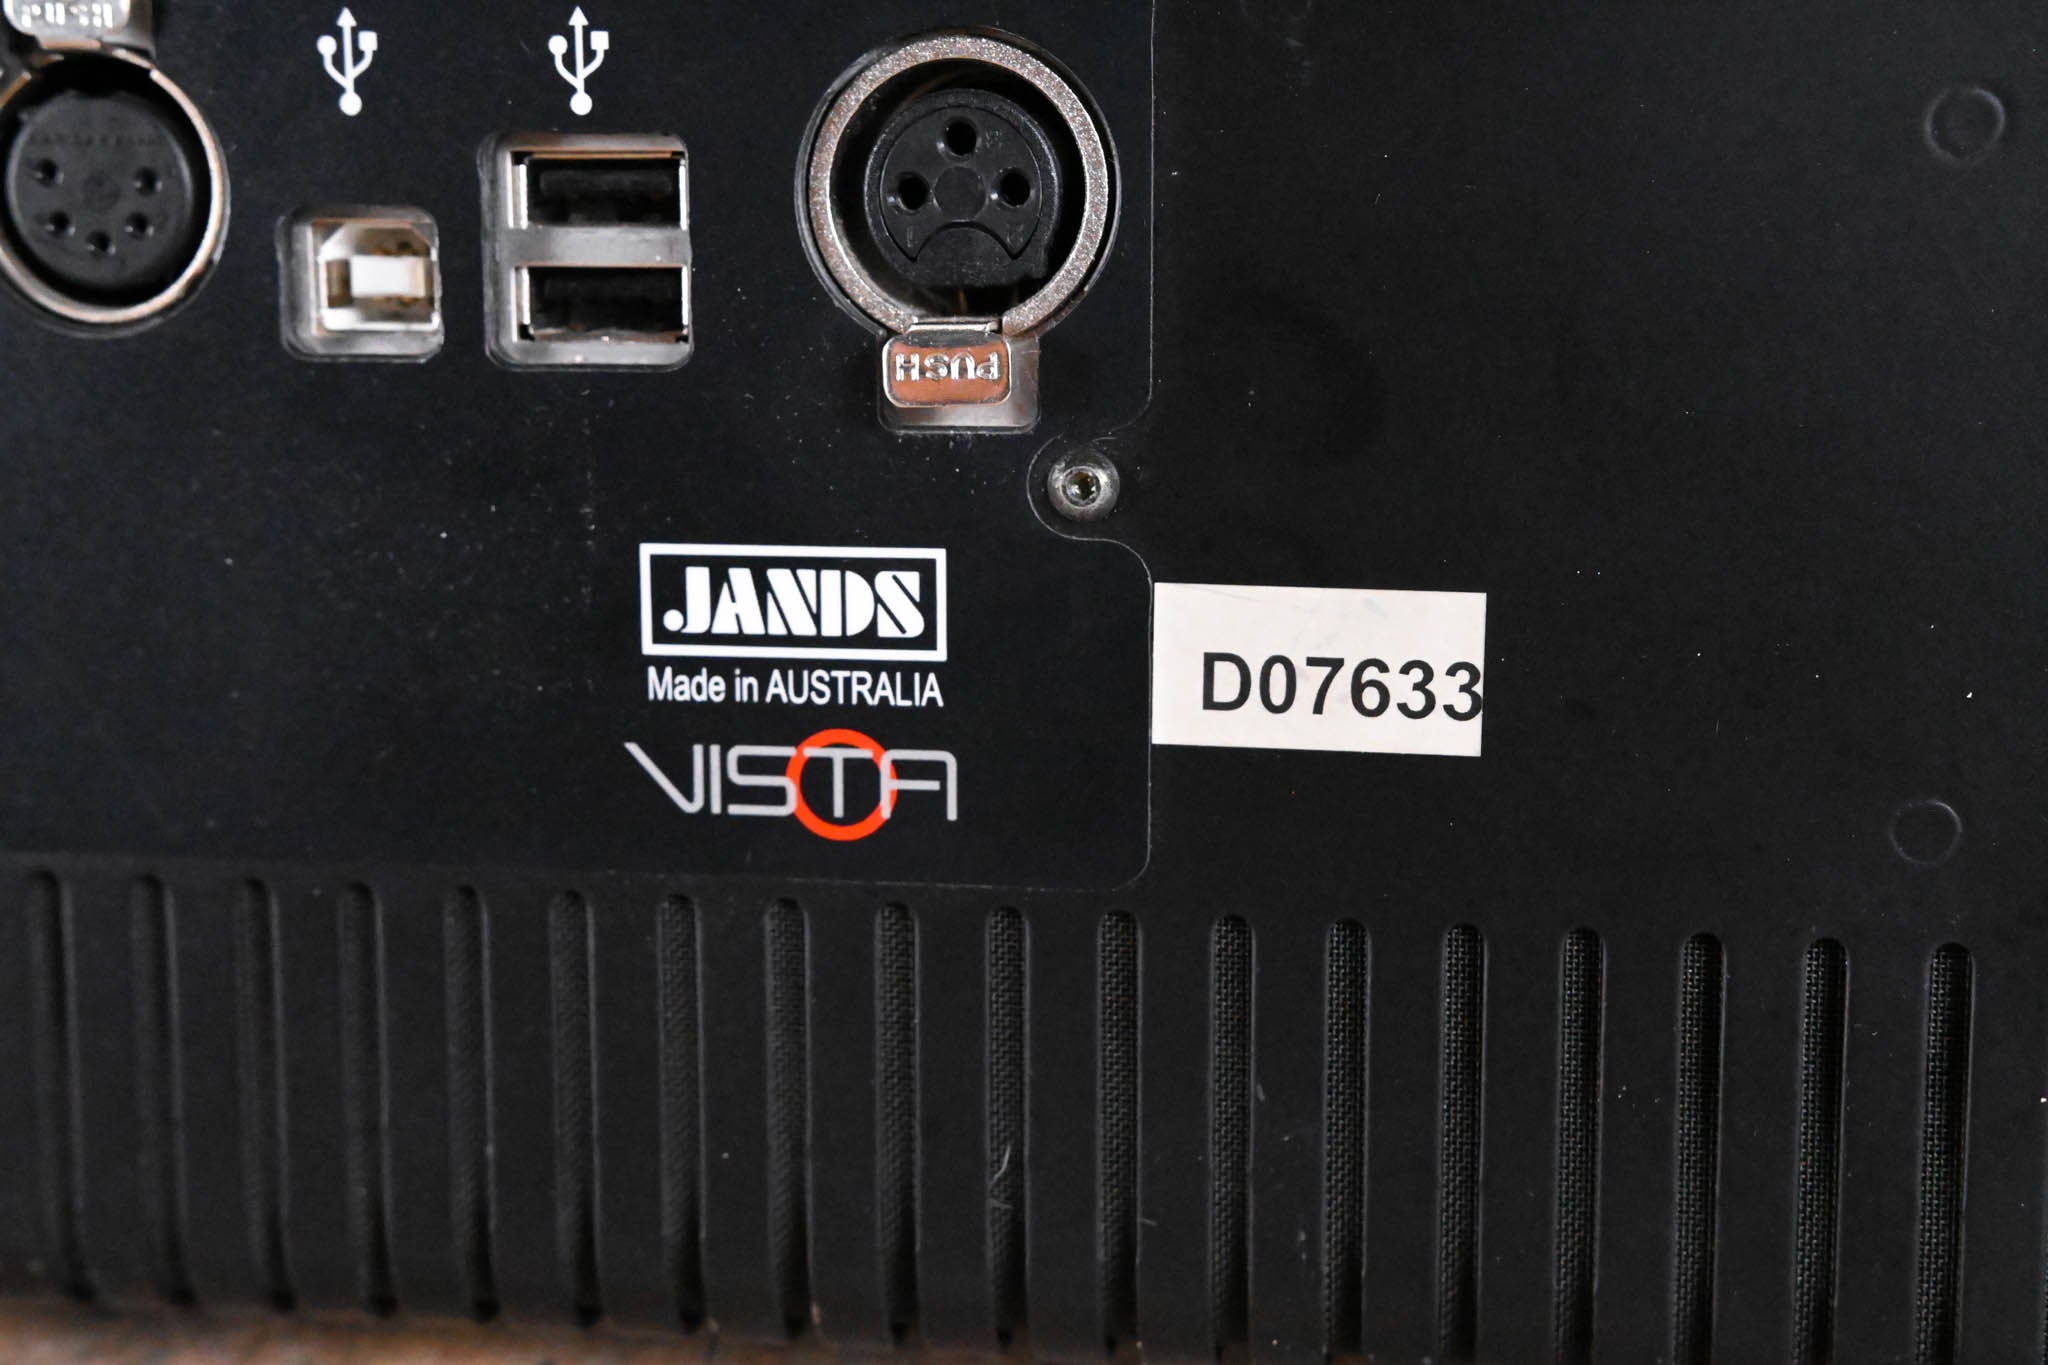 PUSH
PUSH
JANDS
Made in AUSTRALIA
VISTA
D07633